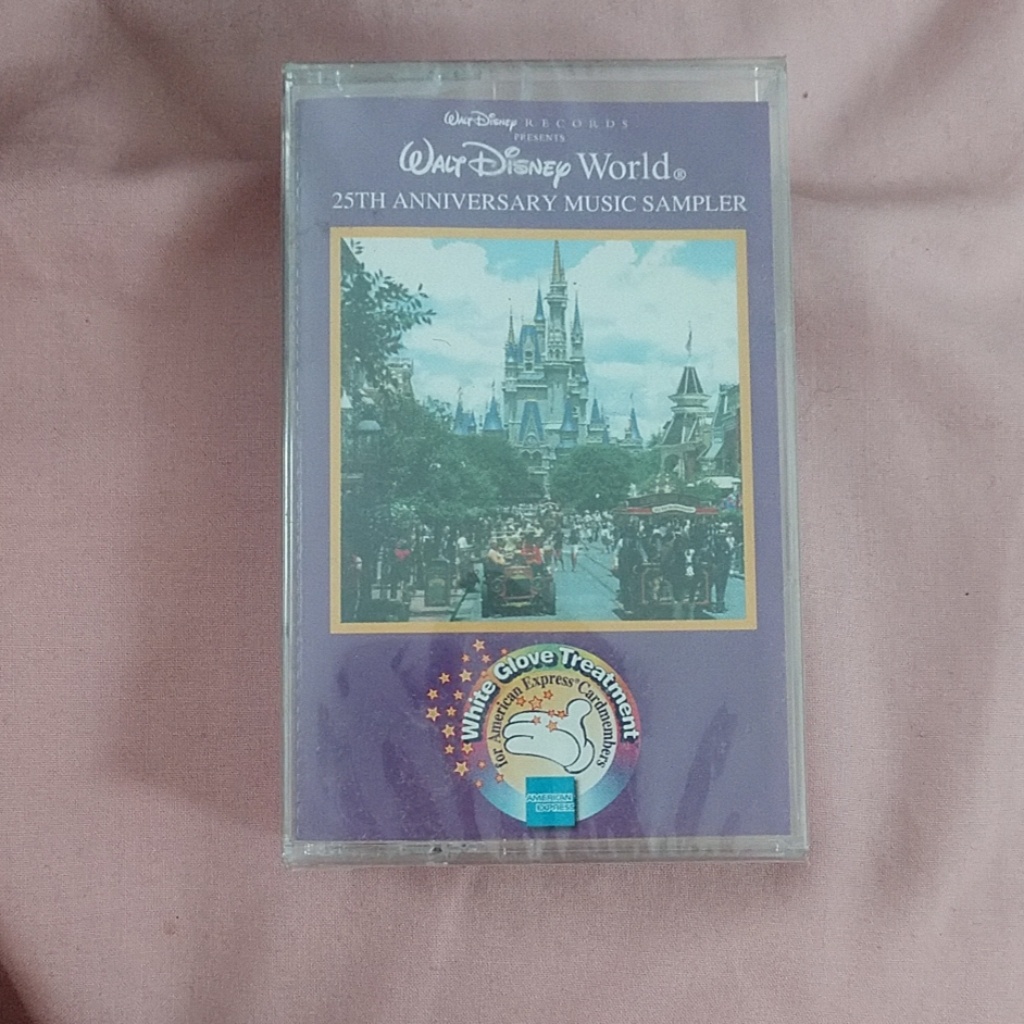 Walt Disney RECORDS
PRESENTS
Walt Disney World®
25TH ANNIVERSARY MUSIC SAMPLER
White Glove Treatment
for American Express® Cardmembers
AMERICAN
EXPRESS